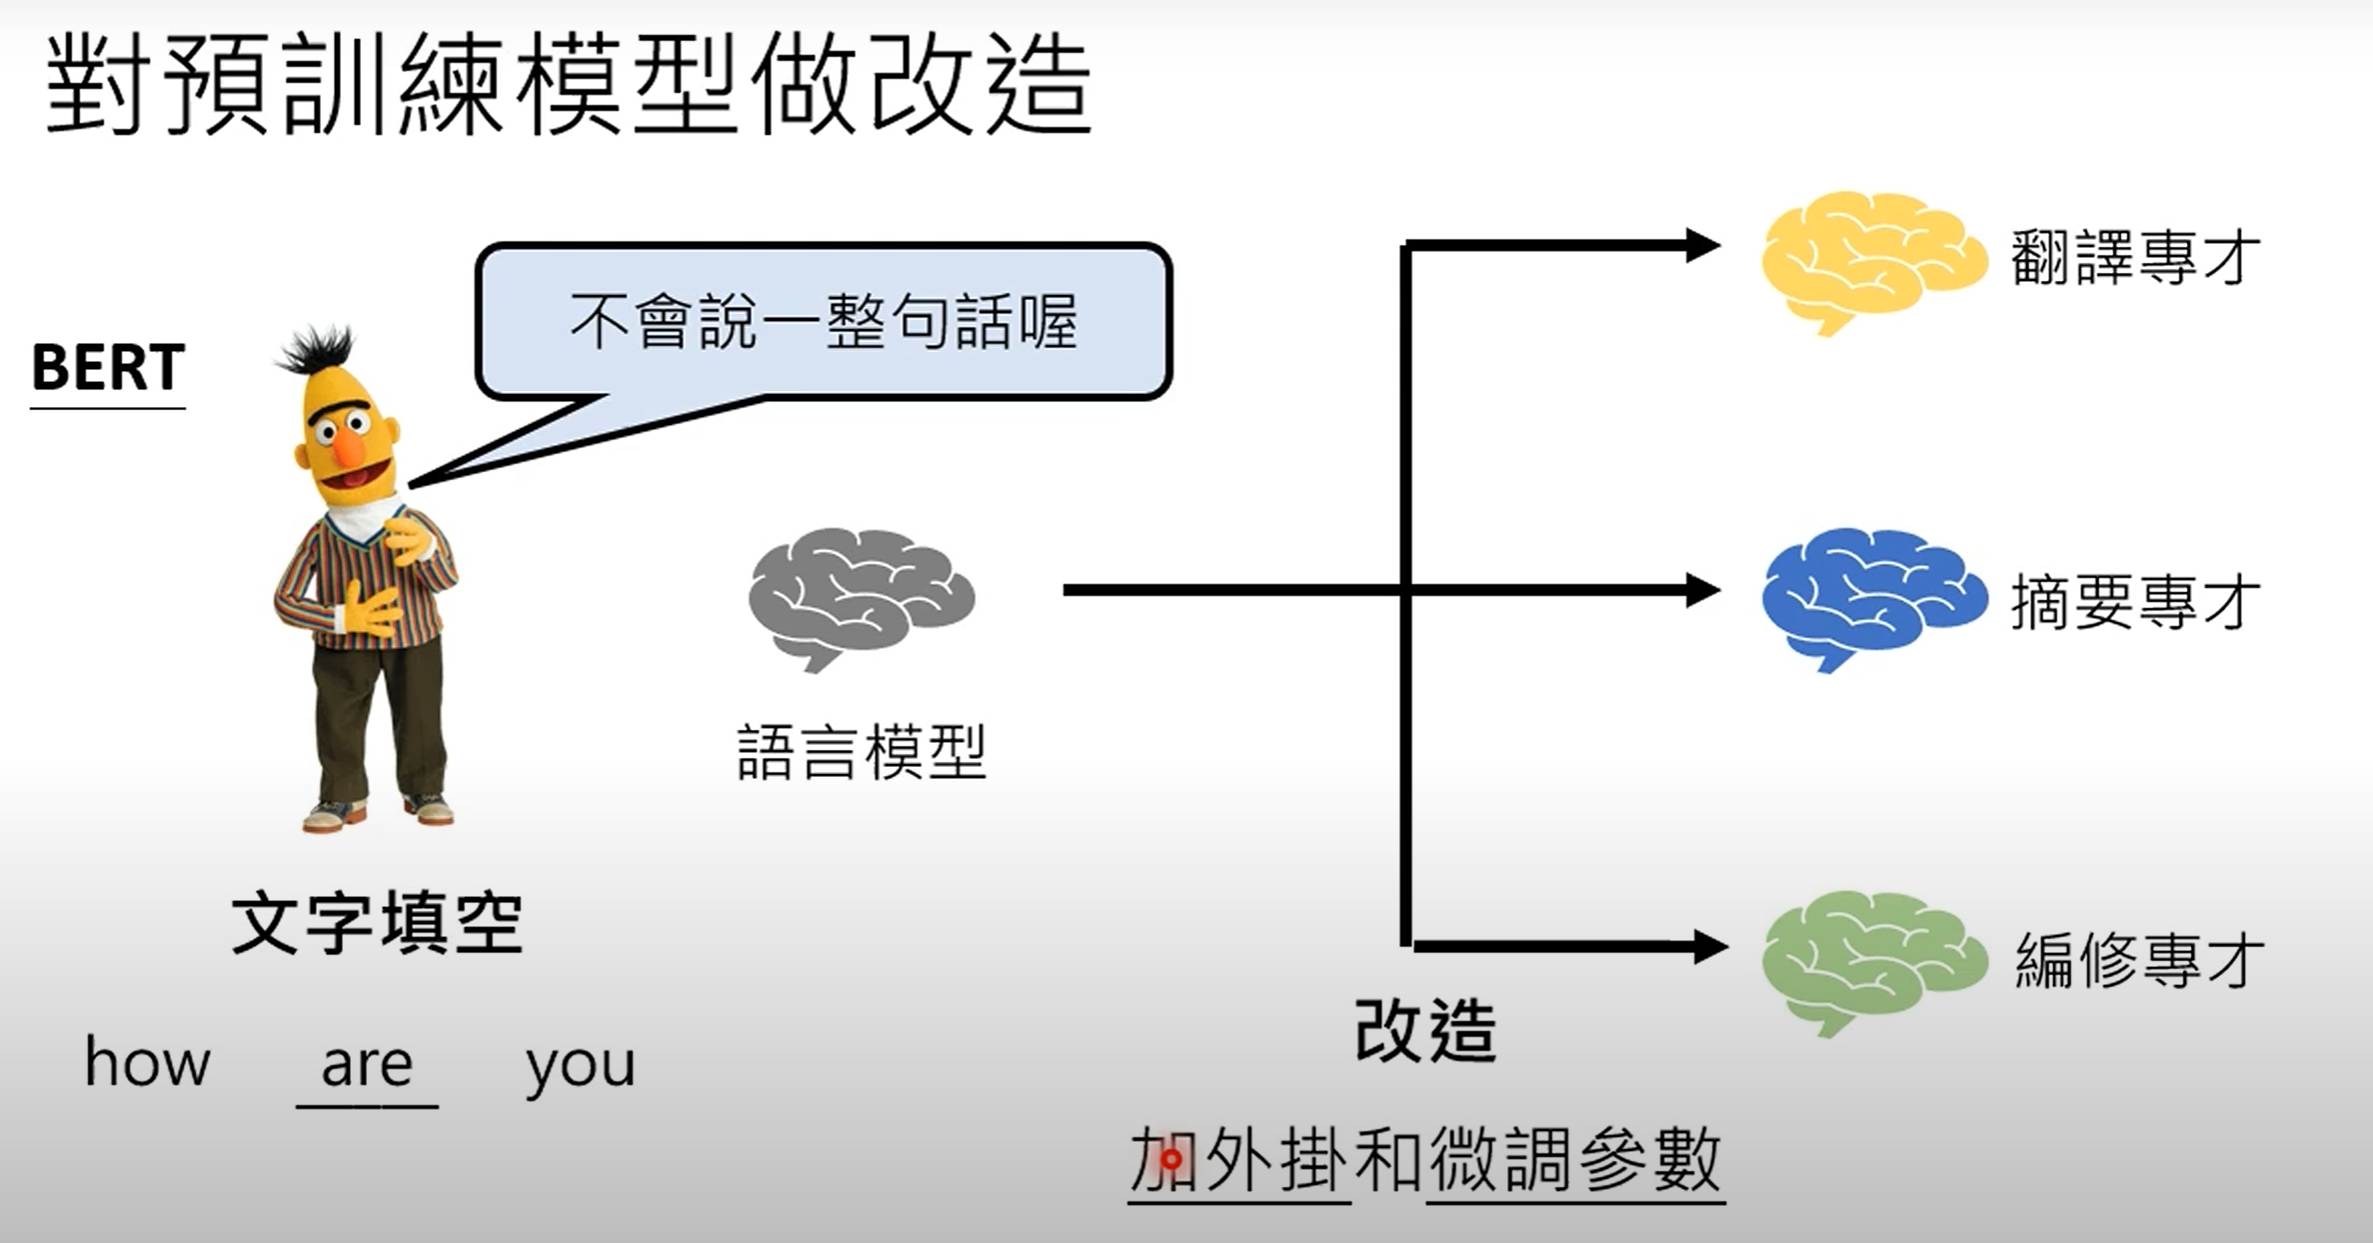 對預訓練模型做改造
BERT
不會說一整句話喔
語言模型
文字填空
how are you
翻譯專才
摘要專才
編修專才
改造
加外掛和微調參數